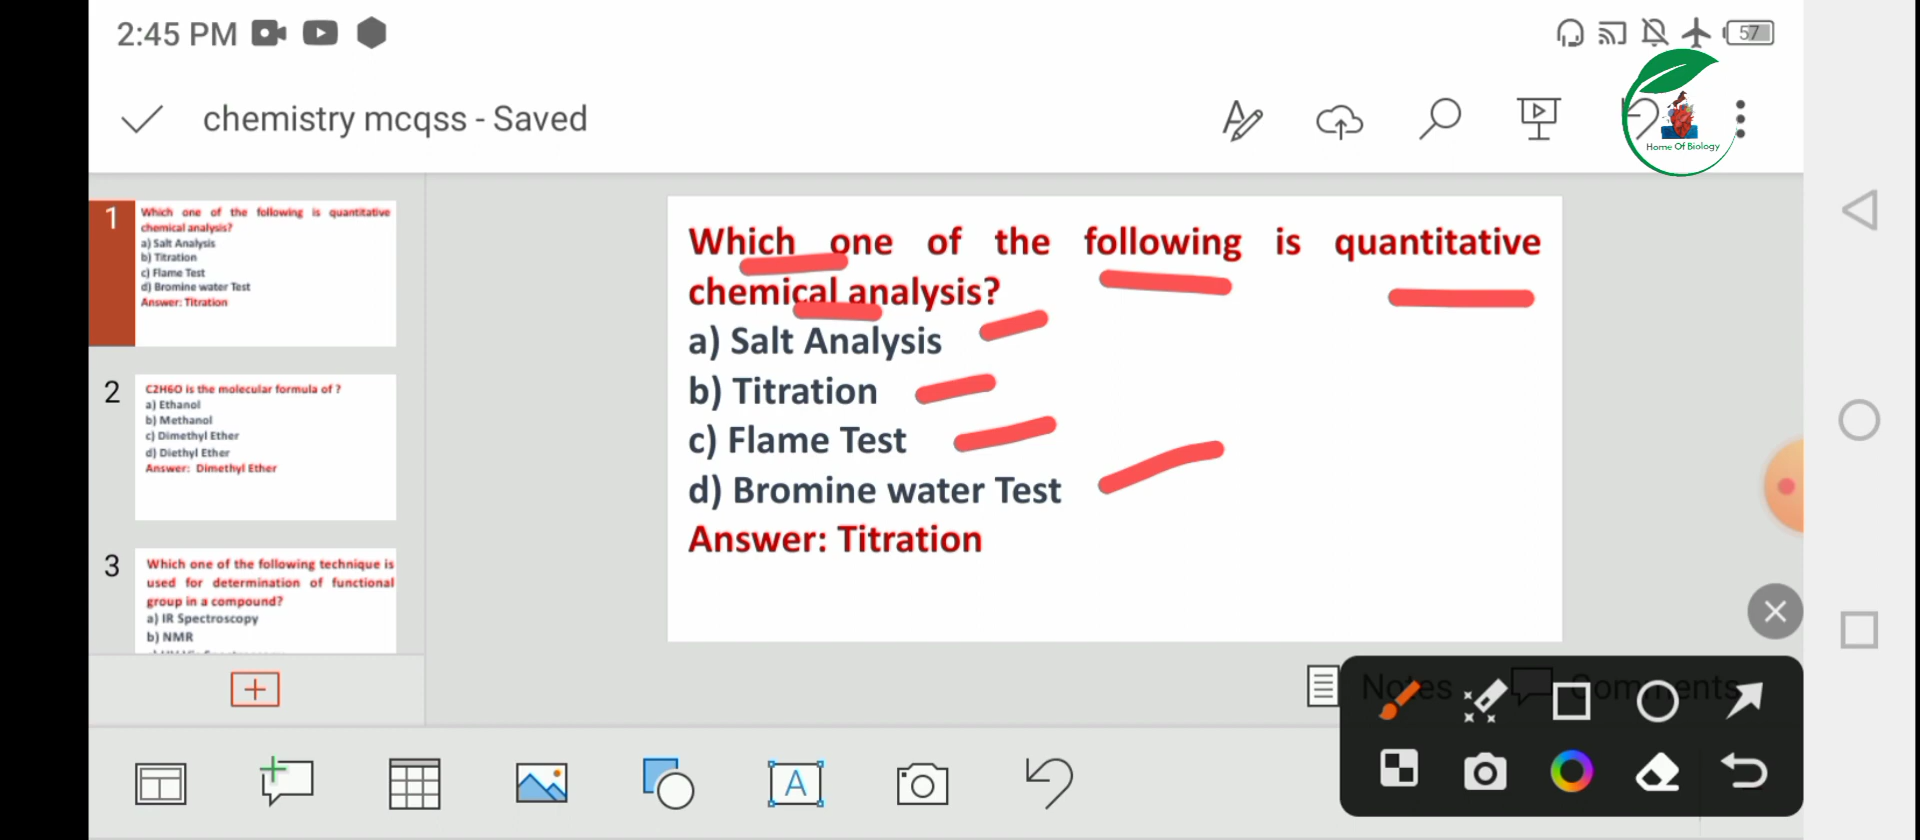 2:45 PM
57
chemistry mcqss - Saved
Home Of Biology
1
Which one of the following is quantitative
chemical analysis?
a) Salt Analysis
b) Titration
c) Flame Test
d) Bromine water Test
Answer: Titration
2
C2H6O is the molecular formula of ?
a) Ethanol
b) Methanol
c) Dimethyl Ether
d) Diethyl Ether
Answer: Dimethyl Ether
3
Which one of the following technique is
used for determination of functional
group in a compound?
a) IR Spectroscopy
b) NMR
Which one of the following is quantitative
chemical analysis?
a) Salt Analysis
b) Titration
c) Flame Test
d) Bromine water Test
Answer: Titration
Notes
Comments
A